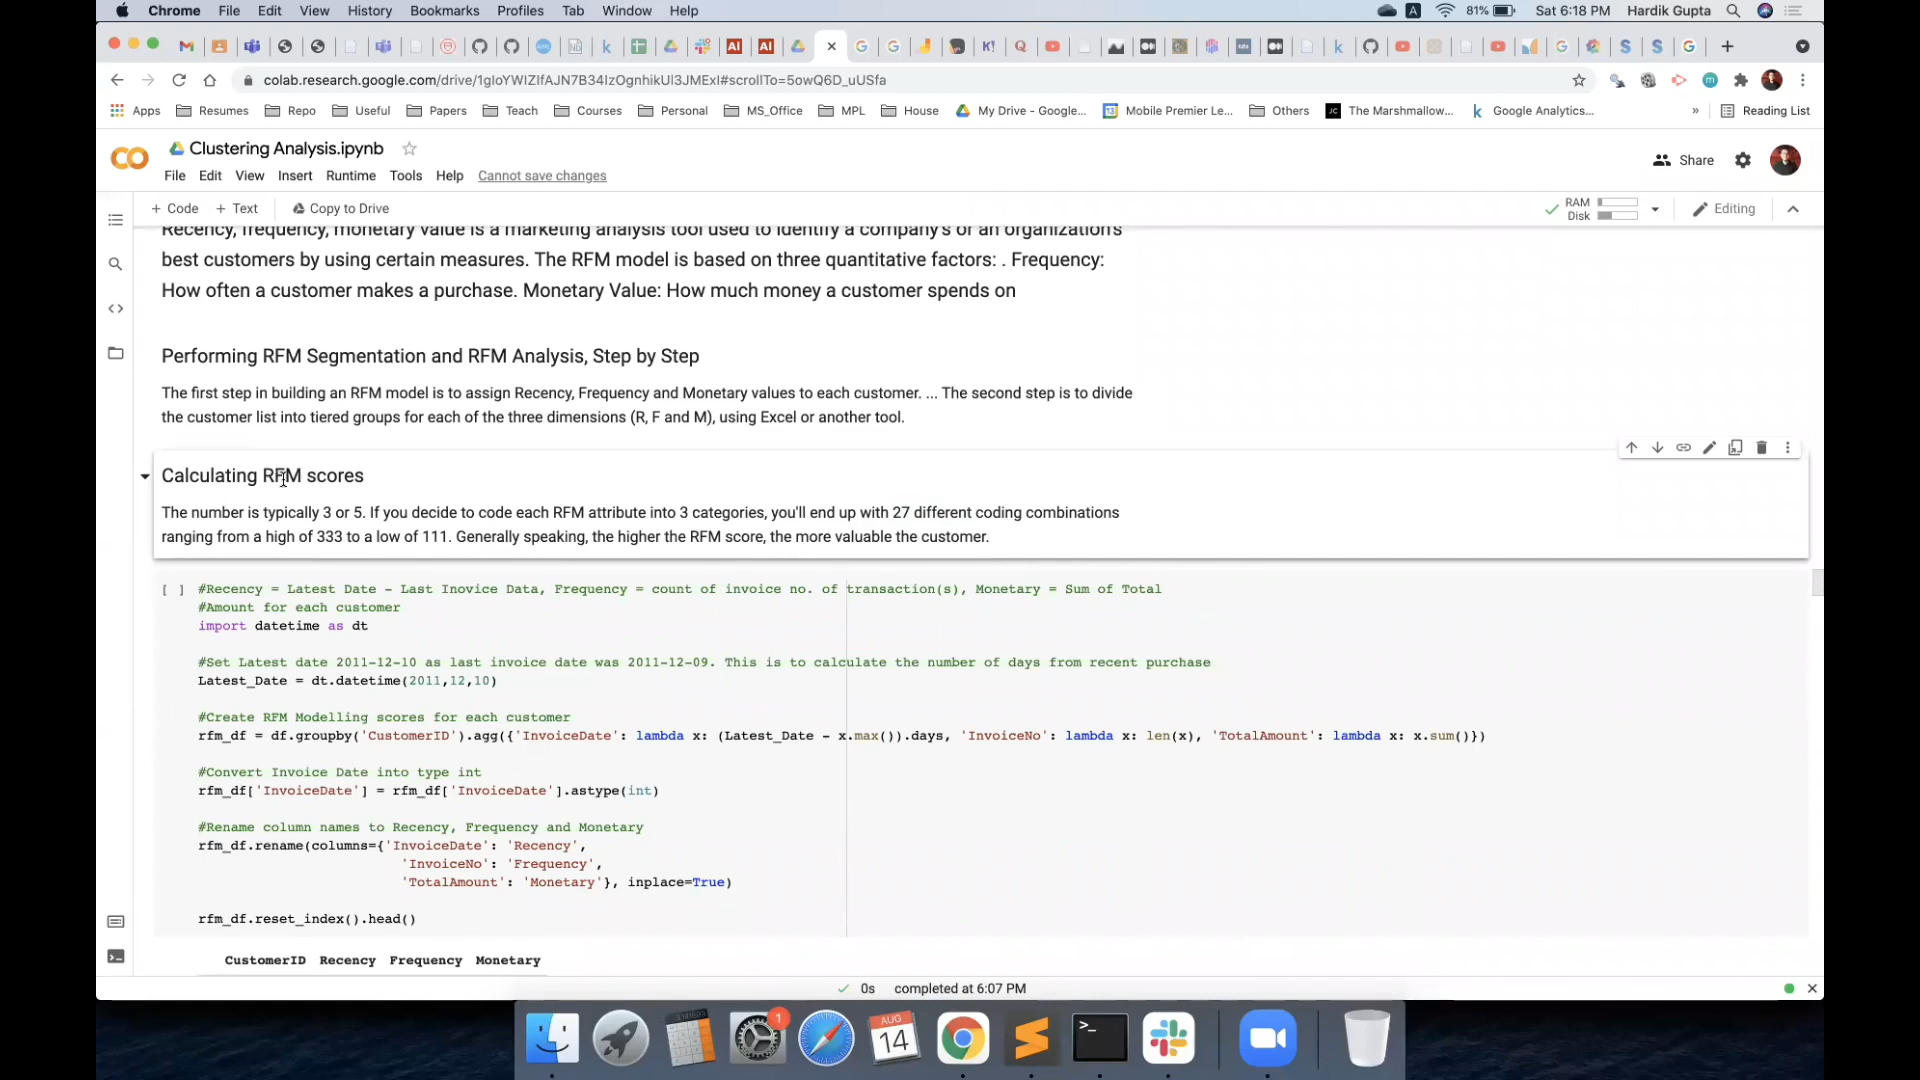 Chrome File Edit View History Bookmarks Profiles Tab Window Help A 81% Sat 6:18 PM Hardik Gupta
colab.research.google.com/drive/1gIoYWIZIfAJN7B34IzOgnhikUl3JMExI#scrollTo=5owQ6D_uUSfa
Apps Resumes Repo Useful Papers Teach Courses Personal MS_Office MPL House My Drive - Google... Mobile Premier Le... Others The Marshmallow... Google Analytics... » Reading List
Clustering Analysis.ipynb
Share
File Edit View Insert Runtime Tools Help Cannot save changes
+ Code + Text Copy to Drive RAM Disk Editing
Recency, frequency, monetary value is a marketing analysis tool used to identify a company's or an organization's
best customers by using certain measures. The RFM model is based on three quantitative factors: . Frequency:
How often a customer makes a purchase. Monetary Value: How much money a customer spends on
Performing RFM Segmentation and RFM Analysis, Step by Step
The first step in building an RFM model is to assign Recency, Frequency and Monetary values to each customer. ... The second step is to divide
the customer list into tiered groups for each of the three dimensions (R, F and M), using Excel or another tool.
Calculating RFM scores
The number is typically 3 or 5. If you decide to code each RFM attribute into 3 categories, you'll end up with 27 different coding combinations
ranging from a high of 333 to a low of 111. Generally speaking, the higher the RFM score, the more valuable the customer.
[ ] #Recency = Latest Date - Last Inovice Data, Frequency = count of invoice no. of transaction(s), Monetary = Sum of Total
#Amount for each customer
import datetime as dt
#Set Latest date 2011-12-10 as last invoice date was 2011-12-09. This is to calculate the number of days from recent purchase
Latest_Date = dt.datetime(2011,12,10)
#Create RFM Modelling scores for each customer
rfm_df = df.groupby('CustomerID').agg({'InvoiceDate': lambda x: (Latest_Date - x.max()).days, 'InvoiceNo': lambda x: len(x), 'TotalAmount': lambda x: x.sum()})
#Convert Invoice Date into type int
rfm_df['InvoiceDate'] = rfm_df['InvoiceDate'].astype(int)
#Rename column names to Recency, Frequency and Monetary
rfm_df.rename(columns={'InvoiceDate': 'Recency',
'InvoiceNo': 'Frequency',
'TotalAmount': 'Monetary'}, inplace=True)
rfm_df.reset_index().head()
CustomerID Recency Frequency Monetary
0s completed at 6:07 PM
1
AUG
14